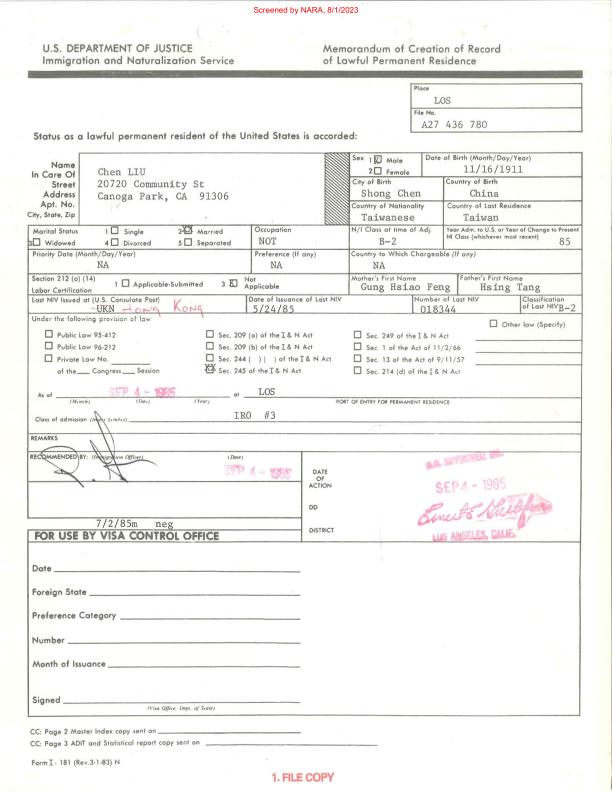 Screened by NARA, 8/1/2023
U.S. DEPARTMENT OF JUSTICE
Immigration and Naturalization Service
Memorandum of Creation of Record
of Lawful Permanent Residence
Place
LOS
File No.
A27 436 780
Status as a lawful permanent resident of the United States is accorded:
Name
In Care Of
Street
Address
Apt. No.
City, State, Zip
Chen LIU
20720 Community St
Canoga Park, CA 91306
Sex 1 ☑ Male
2 ☐ Female
Date of Birth (Month/Day/Year)
11/16/1911
City of Birth
Shong Chen
Country of Birth
China
Country of Nationality
Taiwanese
Country of Last Residence
Taiwan
Marital Status 1 ☐ Single 2 ☒ Married
3 ☐ Widowed 4 ☐ Divorced 5 ☐ Separated
Occupation
NOT
N/I Class at time of Adj.
B-2
Year Adm. to U.S. or Year of Change to Present
NI Class (whichever most recent) 85
Priority Date (Month/Day/Year)
NA
Preference (If any)
NA
Country to Which Chargeable (If any)
NA
Section 212 (a) (14)
Labor Certification
1 ☐ Applicable-Submitted 3 ☒ Not Applicable
Mother's First Name
Gung Hsiao Feng
Father's First Name
Hsing Tang
Last NIV Issued at (U.S. Consulate Post)
UKN HONG KONG
Date of Issuance of Last NIV
5/24/85
Number of Last NIV
018344
Classification
of Last NIV B-2
Under the following provision of law
☐ Other law (Specify)
☐ Public Law 95-412 ☐ Sec. 209 (a) of the I & N Act ☐ Sec. 249 of the I & N Act
☐ Public Law 96-212 ☐ Sec. 209 (b) of the I & N Act ☐ Sec. 1 of the Act of 11/2/66
☐ Private Law No. ☐ Sec. 244 ( ) ( ) of the I & N Act ☐ Sec. 13 of the Act of 9/11/57
of the Congress Session ☒ Sec. 245 of the I & N Act ☐ Sec. 214 (d) of the I & N Act
As of SEP 4 - 1985 at LOS
(Month) (Day) (Year) PORT OF ENTRY FOR PERMANENT RESIDENCE
Class of admission (Insert Symbol) IR0 #3
REMARKS
RECOMMENDED BY: (Immigration Officer) (Date)
SEP 4 - 1985
DATE
OF
ACTION
DD
DISTRICT
SEP 4 - 1985
LOS ANGELES, CALIF.
7/2/85m neg
FOR USE BY VISA CONTROL OFFICE
Date
Foreign State
Preference Category
Number
Month of Issuance
Signed
(Visa Office, Dept. of State)
CC: Page 2 Master Index copy sent on
CC: Page 3 ADIT and Statistical report copy sent on
Form I - 181 (Rev.3-1-83) N
1. FILE COPY